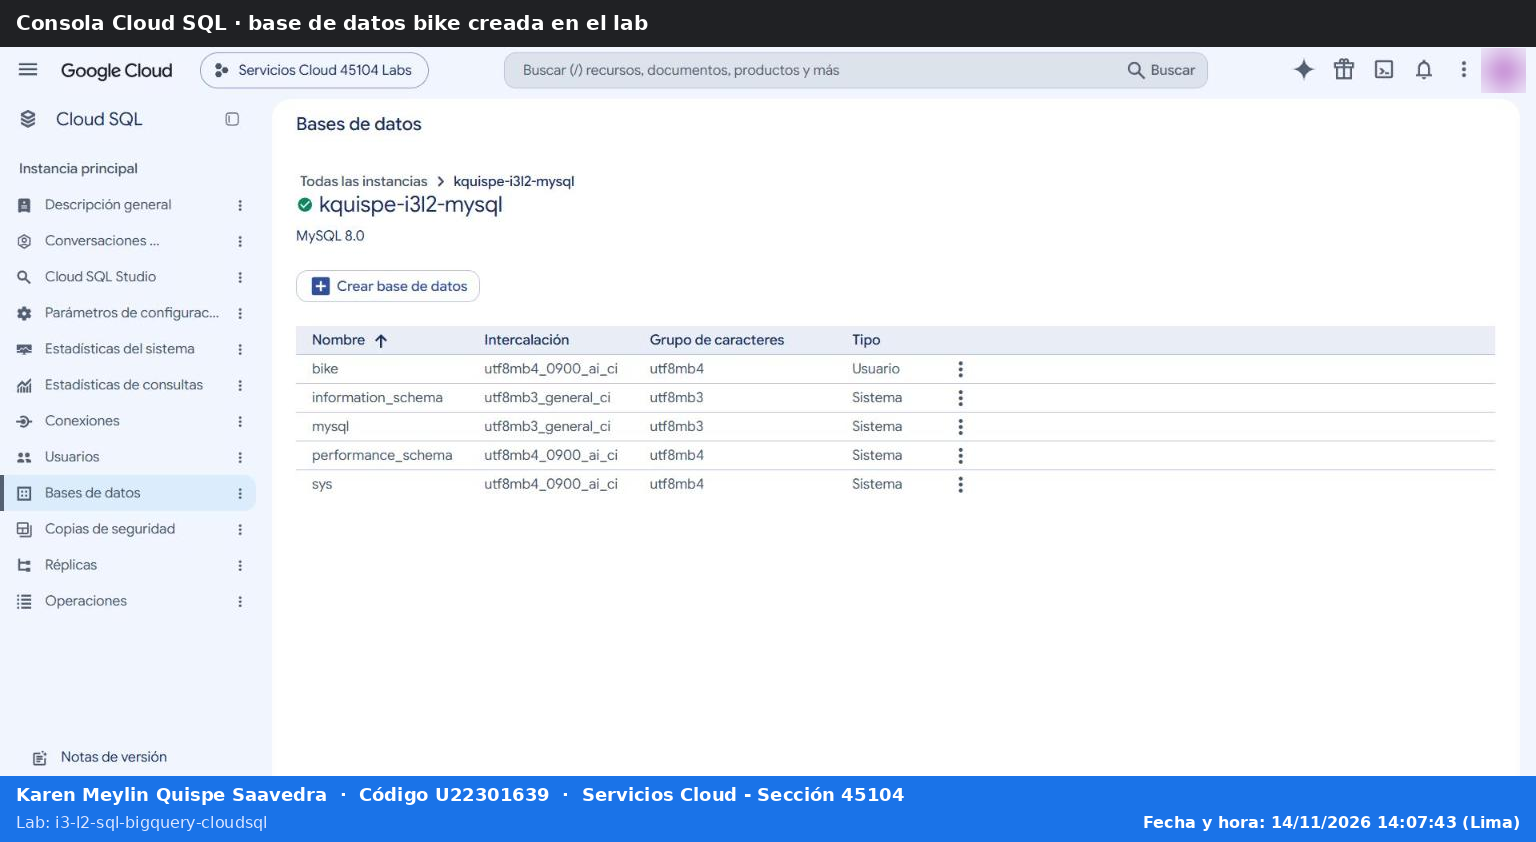 Consola Cloud SQL · base de datos bike creada en el lab
Google Cloud
Servicios Cloud 45104 Labs
Buscar (/) recursos, documentos, productos y más
Buscar
Cloud SQL
Instancia principal
Descripción general
Conversaciones ...
Cloud SQL Studio
Parámetros de configurac...
Estadísticas del sistema
Estadísticas de consultas
Conexiones
Usuarios
Bases de datos
Copias de seguridad
Réplicas
Operaciones
Notas de versión
Bases de datos
Todas las instancias > kquispe-i3l2-mysql
kquispe-i3l2-mysql
MySQL 8.0
Crear base de datos
Nombre Intercalación Grupo de caracteres Tipo
bike utf8mb4_0900_ai_ci utf8mb4 Usuario
information_schema utf8mb3_general_ci utf8mb3 Sistema
mysql utf8mb3_general_ci utf8mb3 Sistema
performance_schema utf8mb4_0900_ai_ci utf8mb4 Sistema
sys utf8mb4_0900_ai_ci utf8mb4 Sistema
Karen Meylin Quispe Saavedra · Código U22301639 · Servicios Cloud - Sección 45104
Lab: i3-l2-sql-bigquery-cloudsql
Fecha y hora: 14/11/2026 14:07:43 (Lima)